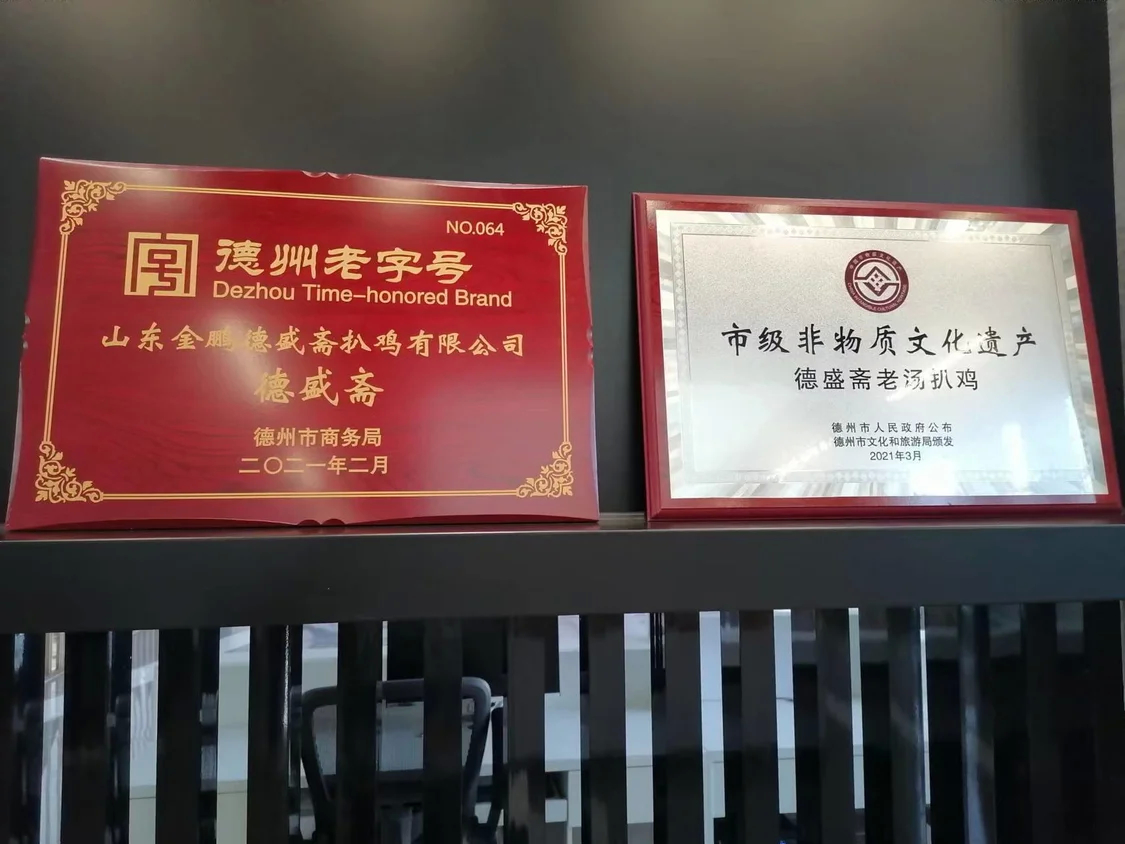 NO.064
德州老字号
Dezhou Time-honored Brand
山东金鹏德盛斋扒鸡有限公司
德盛斋
德州市商务局
二〇二一年二月
市级非物质文化遗产
德盛斋老汤扒鸡
德州市人民政府公布
德州市文化和旅游局颁发
2021年3月